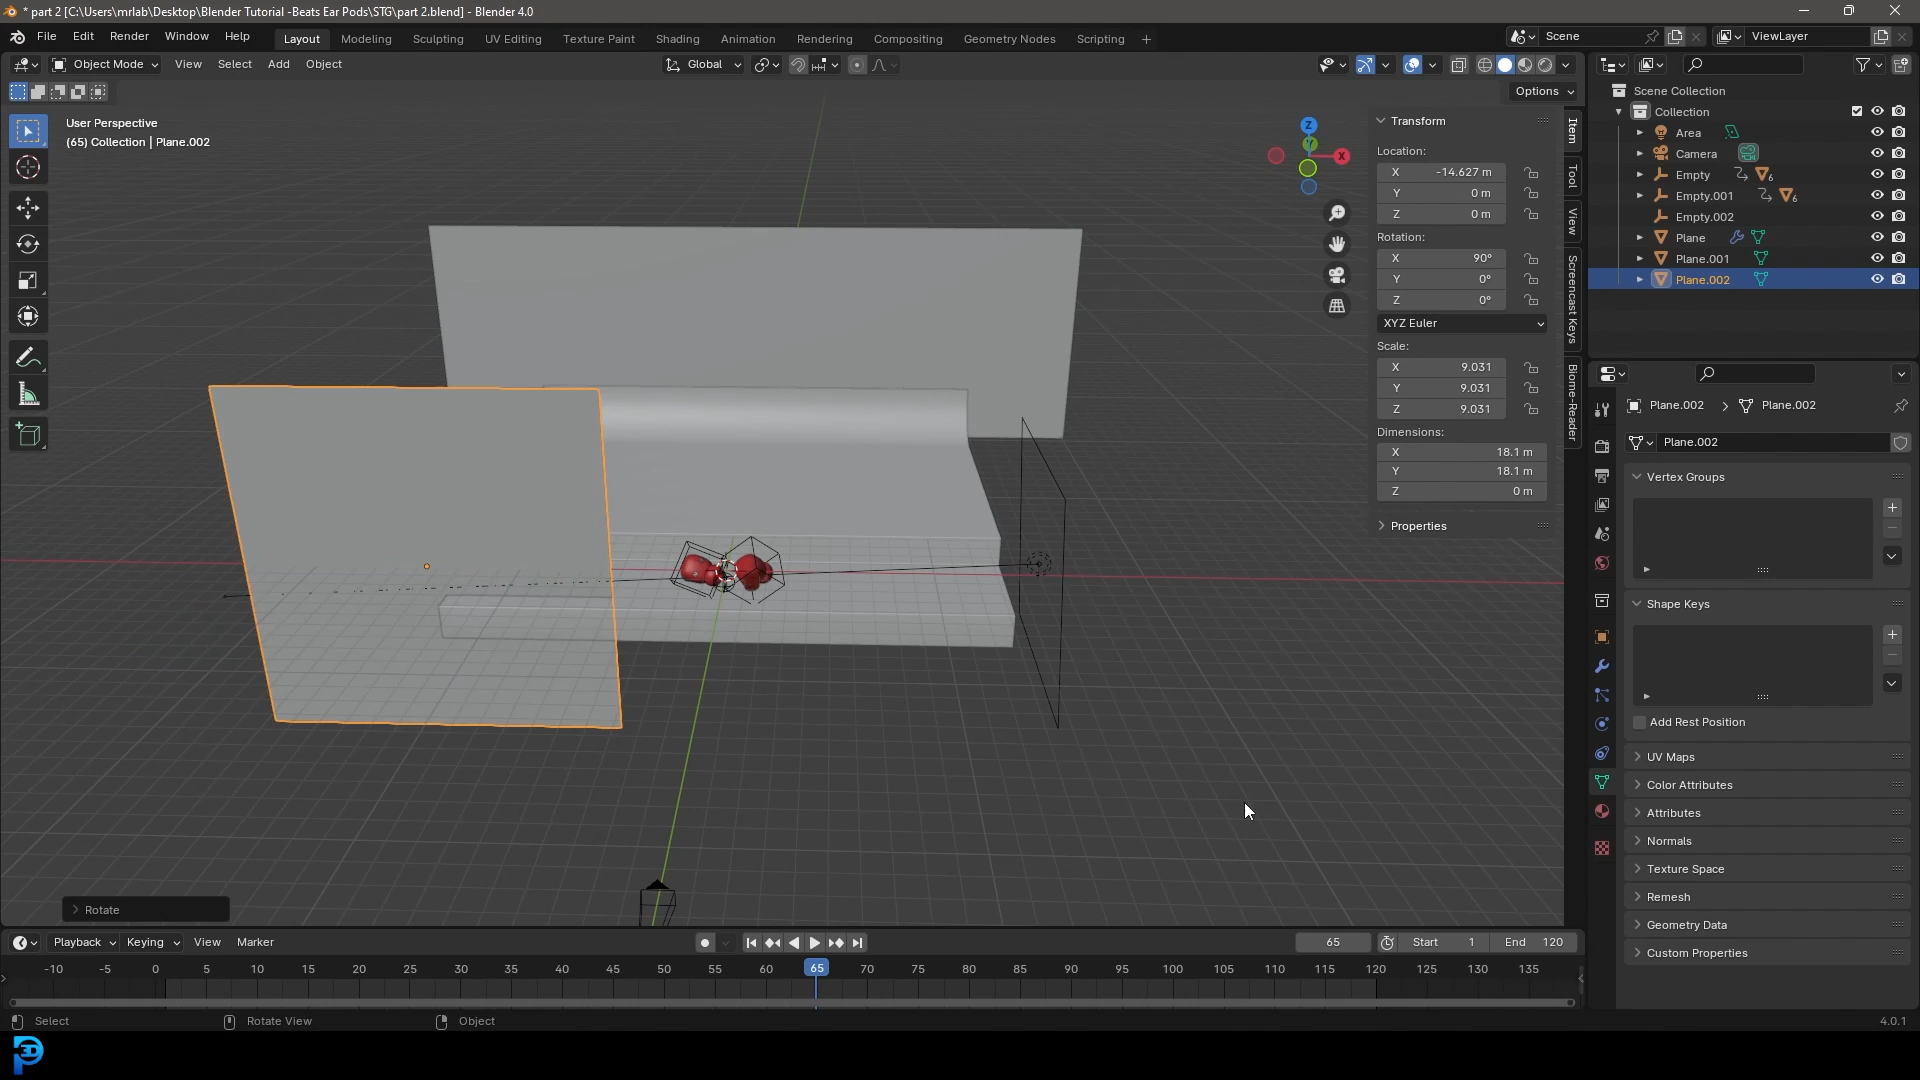 * part 2 [C:\Users\mrlab\Desktop\Blender Tutorial -Beats Ear Pods\STG\part 2.blend] - Blender 4.0
File Edit Render Window Help
Layout Modeling Sculpting UV Editing Texture Paint Shading Animation Rendering Compositing Geometry Nodes Scripting +
Scene
ViewLayer
Object Mode View Select Add Object
Global
Options
User Perspective
(65) Collection | Plane.002
Z
Y
X
Transform
Location:
X -14.627 m
Y 0 m
Z 0 m
Rotation:
X 90°
Y 0°
Z 0°
XYZ Euler
Scale:
X 9.031
Y 9.031
Z 9.031
Dimensions:
X 18.1 m
Y 18.1 m
Z 0 m
Properties
Item
Tool
View
Screencast Keys
Biome-Reader
Scene Collection
Collection
Area
Camera
Empty 6
Empty.001 6
Empty.002
Plane
Plane.001
Plane.002
Plane.002 Plane.002
Plane.002
Vertex Groups
Shape Keys
Add Rest Position
UV Maps
Color Attributes
Attributes
Normals
Texture Space
Remesh
Geometry Data
Custom Properties
Rotate
Playback Keying View Marker
65 Start 1 End 120
-10 -5 0 5 10 15 20 25 30 35 40 45 50 55 60 65 70 75 80 85 90 95 100 105 110 115 120 125 130 135
Select Rotate View Object
4.0.1